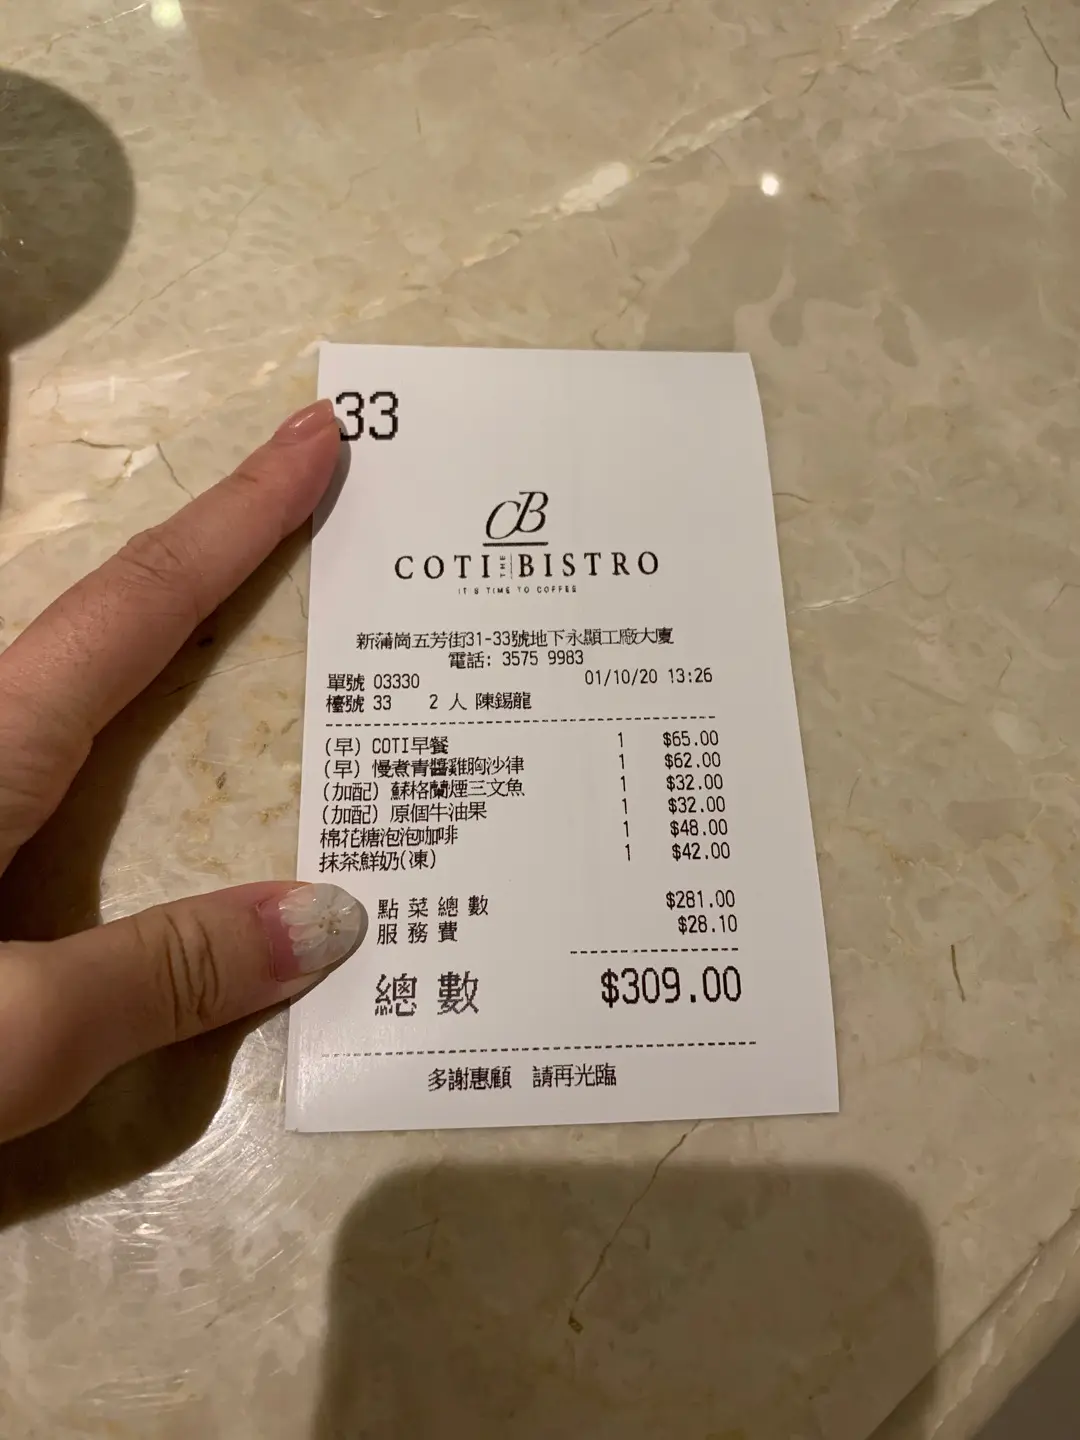 33
CB
COTI THE BISTRO
IT'S TIME TO COFFEE
新蒲崗五芳街31-33號地下永顯工廠大廈
電話: 3575 9983
單號 03330 01/10/20 13:26
檯號 33 2 人 陳錫龍
(早) COTI早餐 1 $65.00
(早) 慢煮青醬雞胸沙律 1 $62.00
(加配) 蘇格蘭煙三文魚 1 $32.00
(加配) 原個牛油果 1 $32.00
棉花糖泡泡咖啡 1 $48.00
抹茶鮮奶(凍) 1 $42.00
點菜總數 $281.00
服務費 $28.10
總數 $309.00
多謝惠顧 請再光臨